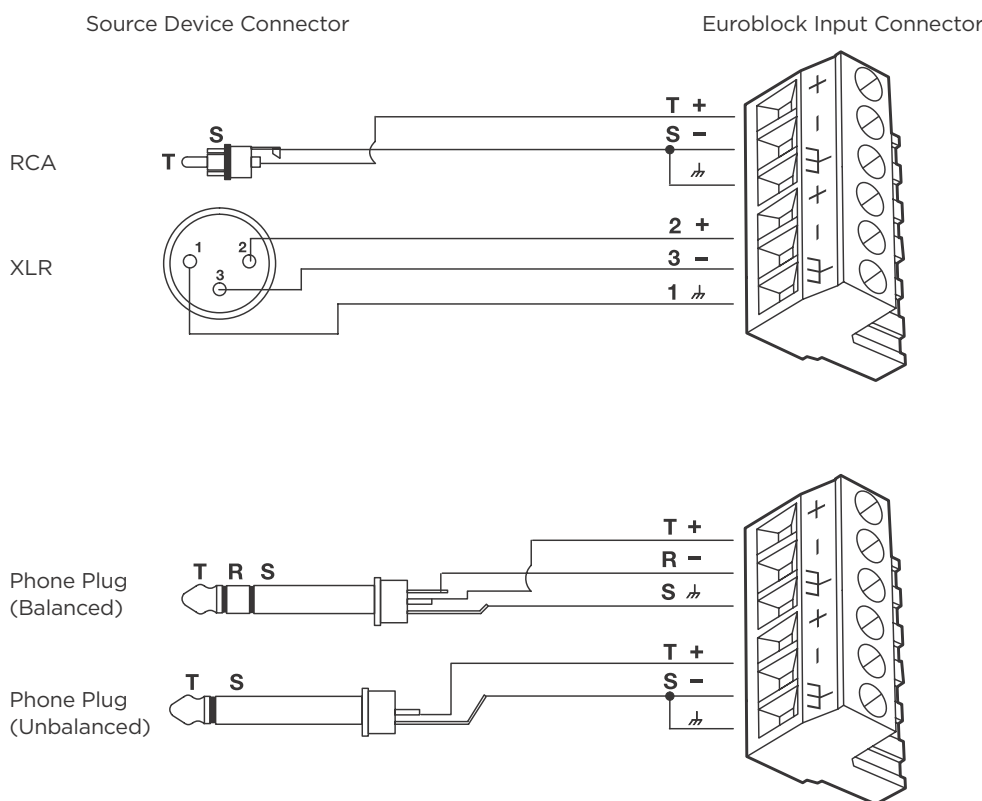 Source Device Connector
Euroblock Input Connector
RCA
S
T
T +
S -
XLR
1
2
3
2 +
3 -
1
+
-
+
-
Phone Plug
(Balanced)
T R S
T +
R -
S
Phone Plug
(Unbalanced)
T S
T +
S -
+
-
+
-